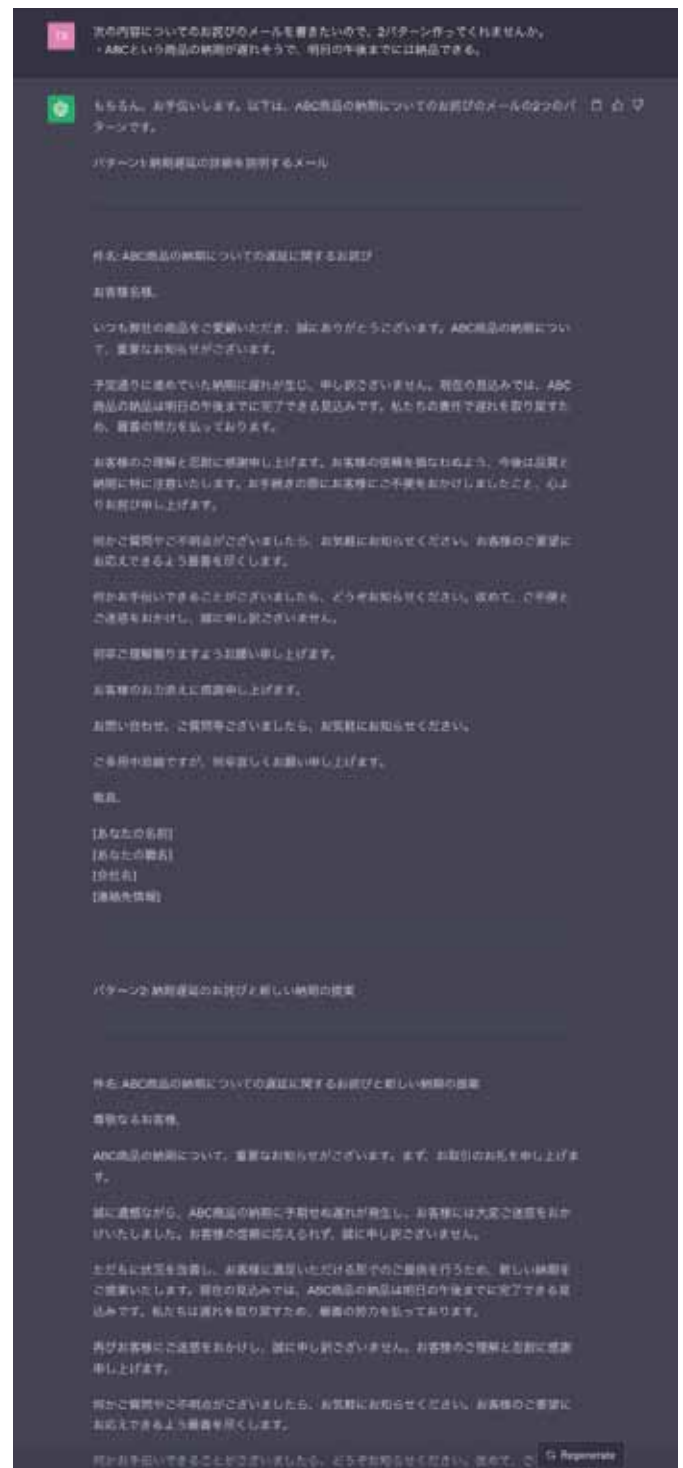 次の内容についてのお詫びのメールを書きたいので、2パターン作ってくれませんか。
・ABCという商品の納期が遅れそうで、明日の午後までには納品できる。
もちろん、お手伝いします。以下は、ABC商品の納期についてのお詫びのメールの2つのパ
ターンです。
パターン1: 納期遅延の詳細を説明するメール
件名: ABC商品の納期についての遅延に関するお詫び
お客様名様、
いつも弊社の商品をご愛顧いただき、誠にありがとうございます。ABC商品の納期につい
て、重要なお知らせがございます。
予定通りに進めていた納期に遅れが生じ、申し訳ございません。現在の見込みでは、ABC
商品の納品は明日の午後までに完了できる見込みです。私たちの責任で遅れを取り戻すた
め、最善の努力を払っております。
お客様のご理解と忍耐に感謝申し上げます。お客様の信頼を損なわぬよう、今後は品質と
納期に特に注意いたします。お手続きの際にお客様にご不便をおかけしましたこと、心よ
りお詫び申し上げます。
何かご質問やご不明点がございましたら、お気軽にお知らせください。お客様のご要望に
お応えできるよう最善を尽くします。
何かお手伝いできることがございましたら、どうぞお知らせください。改めて、ご不便と
ご迷惑をおかけし、誠に申し訳ございません。
何卒ご理解賜りますようお願い申し上げます。
お客様のお力添えに感謝申し上げます。
お問い合わせ、ご質問等ございましたら、お気軽にお知らせください。
ご多用中恐縮ですが、何卒宜しくお願い申し上げます。
敬具、
[あなたの名前]
[あなたの職名]
[会社名]
[連絡先情報]
パターン2: 納期遅延のお詫びと新しい納期の提案
件名: ABC商品の納期についての遅延に関するお詫びと新しい納期の提案
尊敬なるお客様、
ABC商品の納期について、重要なお知らせがございます。まず、お取引のお礼を申し上げま
す。
誠に遺憾ながら、ABC商品の納期に予期せぬ遅れが発生し、お客様には大変ご迷惑をおか
けいたしました。お客様の信頼に応えられず、誠に申し訳ございません。
ただちに状況を改善し、お客様に満足いただける形でのご提供を行うため、新しい納期を
ご提案いたします。現在の見込みでは、ABC商品の納品は明日の午後までに完了できる見
込みです。私たちは遅れを取り戻すため、最善の努力を払っております。
再びお客様にご迷惑をおかけし、誠に申し訳ございません。お客様のご理解と忍耐に感謝
申し上げます。
何かご質問やご不明点がございましたら、お気軽にお知らせください。お客様のご要望に
お応えできるよう最善を尽くします。
何かお手伝いできることがございましたら、どうぞお知らせください。改めて、ご
Regenerate